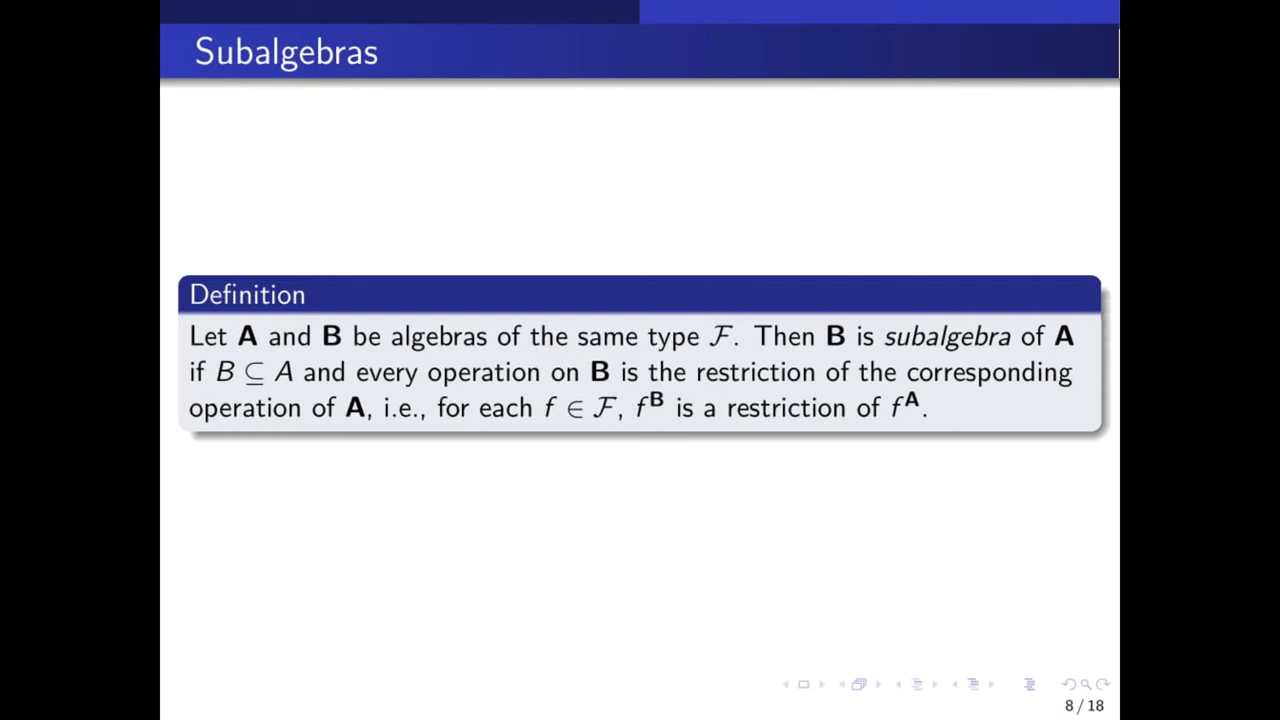 Subalgebras
Definition
Let A and B be algebras of the same type ℱ. Then B is subalgebra of A
if B ⊆ A and every operation on B is the restriction of the corresponding
operation of A, i.e., for each f ∈ ℱ, f^B is a restriction of f^A.
8 / 18